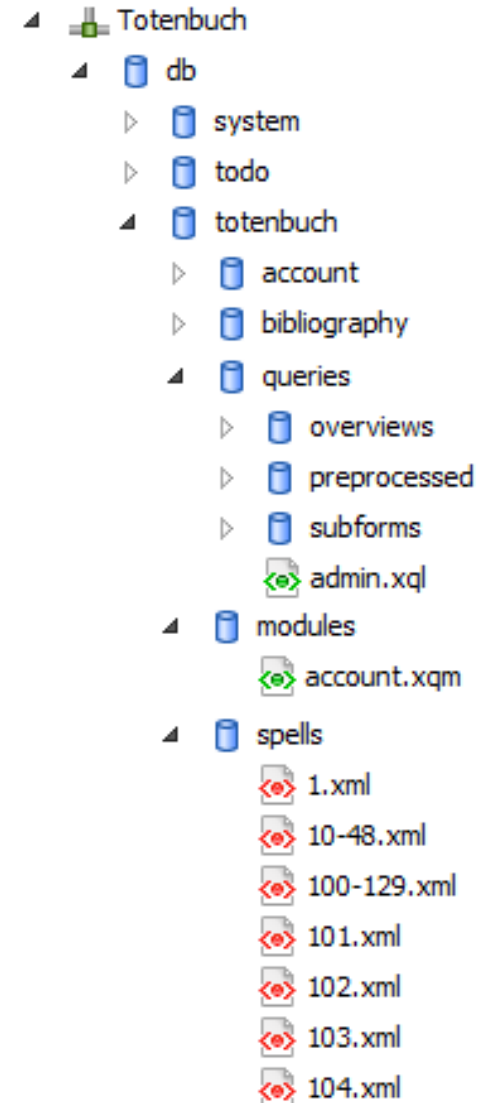 Totenbuch
db
system
todo
totenbuch
account
bibliography
queries
overviews
preprocessed
subforms
admin.xql
modules
account.xqm
spells
1.xml
10-48.xml
100-129.xml
101.xml
102.xml
103.xml
104.xml